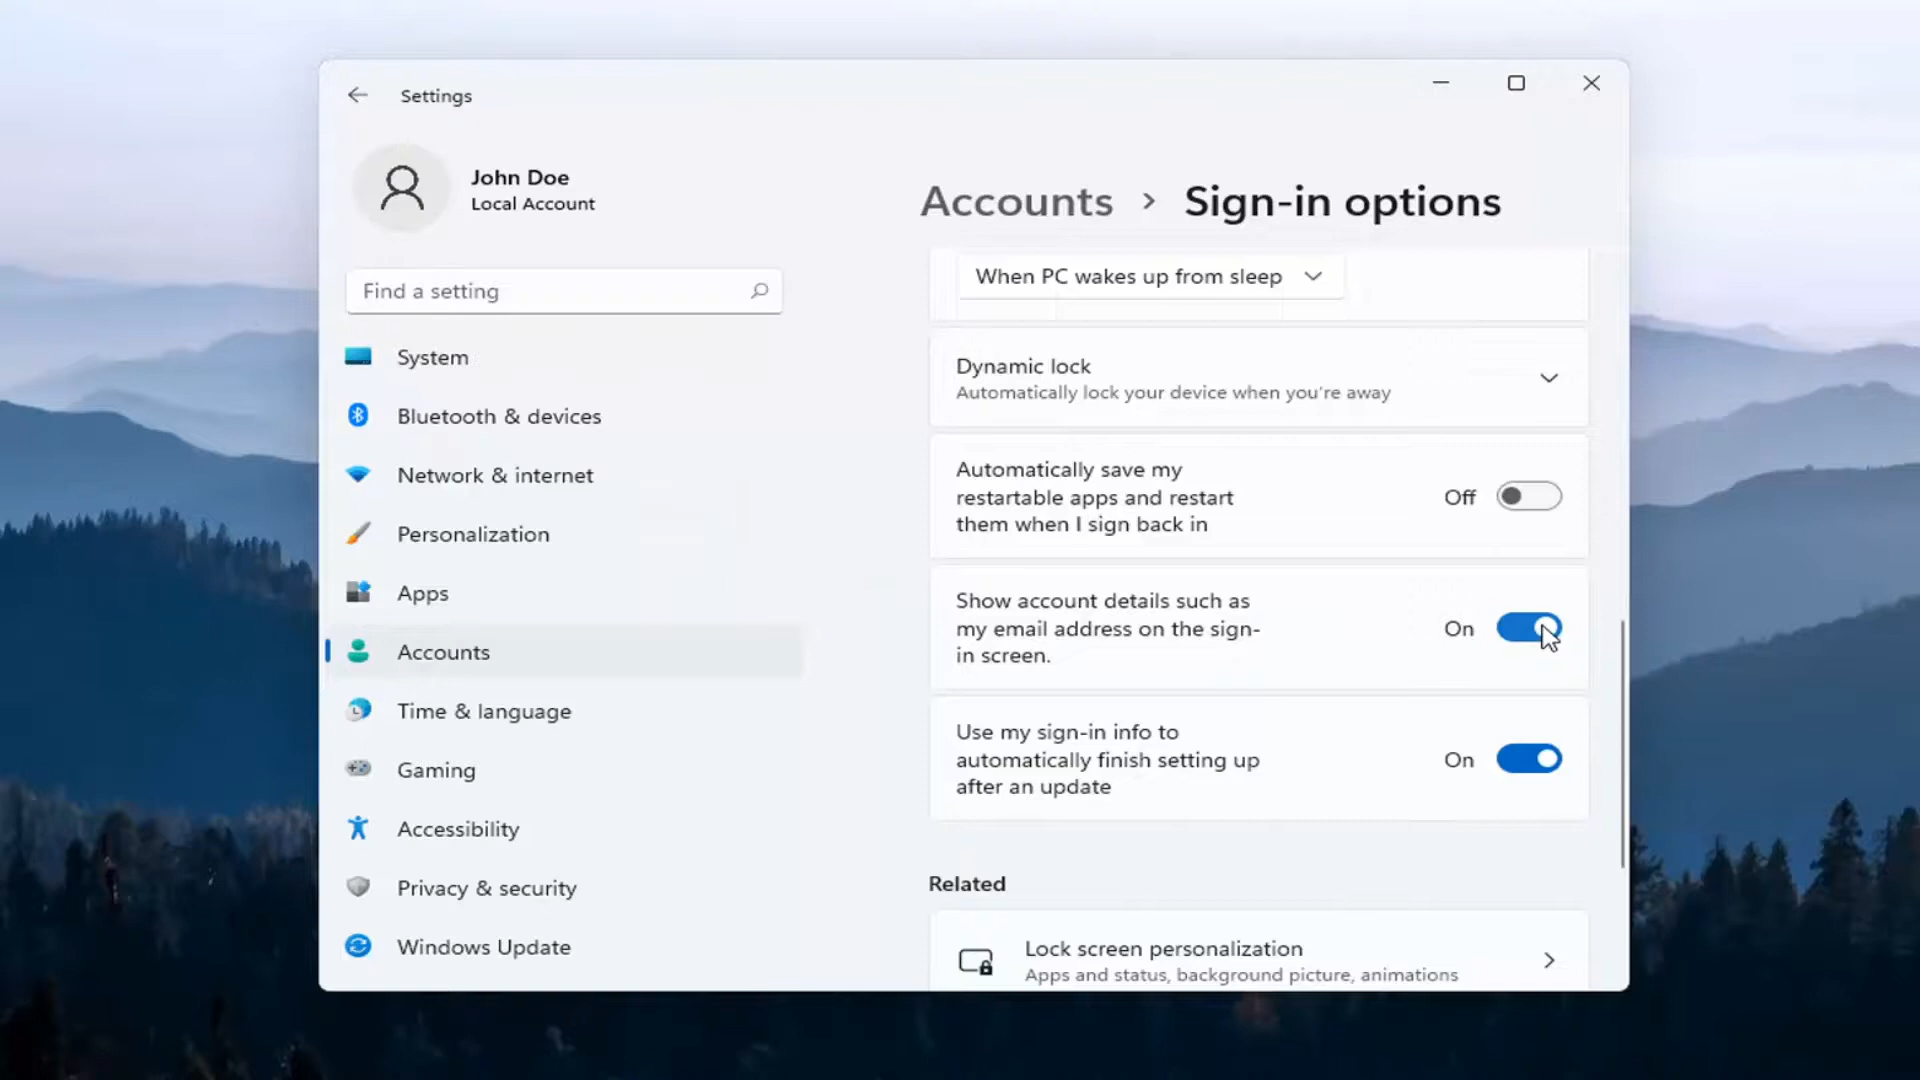 Settings
John Doe
Local Account
Find a setting
System
Bluetooth & devices
Network & internet
Personalization
Apps
Accounts
Time & language
Gaming
Accessibility
Privacy & security
Windows Update
Accounts > Sign-in options
When PC wakes up from sleep
Dynamic lock
Automatically lock your device when you're away
Automatically save my
restartable apps and restart
them when I sign back in
Off
Show account details such as
my email address on the sign-
in screen.
On
Use my sign-in info to
automatically finish setting up
after an update
On
Related
Lock screen personalization
Apps and status, background picture, animations